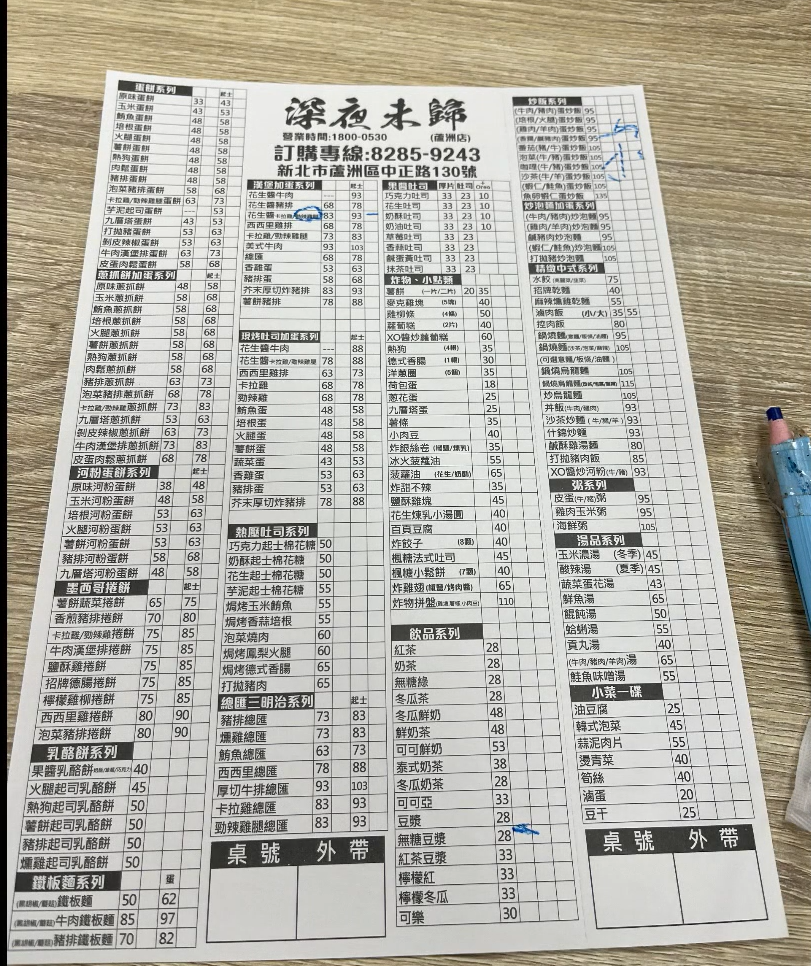 深夜未歸
營業時間:1800-0530 (蘆洲店)
訂購專線:8285-9243
新北市蘆洲區中正路130號
蛋餅系列 起士
原味蛋餅 33 43
玉米蛋餅 43 53
鮪魚蛋餅 48 58
培根蛋餅 48 58
火腿蛋餅 48 58
薯餅蛋餅 48 58
熱狗蛋餅 48 58
肉鬆蛋餅 48 58
豬排蛋餅 48 58
泡菜豬排蛋餅 58 68
卡拉雞/勁辣雞蛋餅 63 73
芋泥起司蛋餅 --- 53
九層塔蛋餅 43 53
打拋豬蛋餅 53 63
剝皮辣椒蛋餅 53 63
牛肉漢堡蛋餅 63 73
皮蛋肉鬆蛋餅 58 68
蔥抓餅加蛋系列 起士
原味蔥抓餅 48 58
玉米蔥抓餅 58 68
鮪魚蔥抓餅 58 68
培根蔥抓餅 58 68
火腿蔥抓餅 58 68
薯餅蔥抓餅 58 68
熱狗蔥抓餅 58 68
肉鬆蔥抓餅 58 68
豬排蔥抓餅 63 73
泡菜豬排蔥抓餅 68 78
卡拉雞/勁辣雞蔥抓餅 73 83
九層塔蔥抓餅 53 63
剝皮辣椒蔥抓餅 63 73
牛肉漢堡排蔥抓餅 73 83
皮蛋肉鬆蔥抓餅 68 78
河粉蛋餅系列 起士
原味河粉蛋餅 38 48
玉米河粉蛋餅 48 58
培根河粉蛋餅 53 63
火腿河粉蛋餅 53 63
薯餅河粉蛋餅 53 63
豬排河粉蛋餅 58 68
九層塔河粉蛋餅 48 58
墨西哥捲餅 起士
薯餅蔬菜捲餅 65 75
香煎豬排捲餅 70 80
卡拉雞/勁辣雞捲餅 75 85
牛肉漢堡排捲餅 75 85
鹽酥雞捲餅 75 85
招牌德腸捲餅 75 85
檸檬雞柳捲餅 75 85
西西里雞捲餅 80 90
泡菜豬排捲餅 80 90
乳酪餅系列
果醬乳酪餅 40
火腿起司乳酪餅 45
熱狗起司乳酪餅 50
薯餅起司乳酪餅 50
豬排起司乳酪餅 50
燻雞起司乳酪餅 50
鐵板麵系列 蛋
(黑胡椒/蘑菇)鐵板麵 50 62
(黑胡椒/蘑菇)牛肉鐵板麵 85 97
(黑胡椒/蘑菇)豬排鐵板麵 70 82
漢堡加蛋系列 起士
花生醬牛肉 --- 93
花生醬豬排 68 78
花生醬卡拉雞/勁辣雞腿 83 93
西西里雞排 68 78
卡拉雞/勁辣雞腿 73 83
美式牛肉 93 103
總匯 68 78
香雞蛋 53 63
豬排蛋 58 68
芥末厚切炸豬排 83 93
薯餅豬排 78 88
現烤吐司加蛋系列 起士
花生醬牛肉 --- 88
花生醬卡拉雞/勁辣雞腿 78 88
西西里雞排 63 73
卡拉雞 68 78
勁辣雞 68 78
鮪魚蛋 48 58
培根蛋 48 58
火腿蛋 48 58
薯餅蛋 48 58
蔬菜蛋 43 53
香雞蛋 53 63
豬排蛋 53 63
芥末厚切炸豬排 78 88
熱壓吐司系列
巧克力起士棉花糖 50
奶酥起士棉花糖 50
花生起士棉花糖 50
芋泥起士棉花糖 55
焗烤玉米鮪魚 55
焗烤香蒜培根 55
泡菜燒肉 60
焗烤鳳梨火腿 60
焗烤德式香腸 65
打拋豬肉 65
總匯三明治系列 起士
豬排總匯 73 83
燻雞總匯 73 83
鮪魚總匯 63 73
西西里總匯 78 88
厚切牛排總匯 93 103
卡拉雞總匯 83 93
勁辣雞腿總匯 83 93
桌號 外帶
果醬吐司 厚片 吐司 Oreo
巧克力吐司 33 23 10
花生吐司 33 23 10
奶酥吐司 33 23 10
奶油吐司 33 23 10
草莓吐司 33 23
香蒜吐司 33 23
鹹蛋黃吐司 33 23
抹茶吐司 33 23
炸物、小點類
薯餅 (一片/二片) 20 35
麥克雞塊 (5塊) 40
雞柳條 (4條) 50
蘿蔔糕 (2片) 40
XO醬炒蘿蔔糕 60
熱狗 (4條) 35
德式香腸 (1條) 30
洋蔥圈 (5個) 35
荷包蛋 18
蔥花蛋 25
九層塔蛋 25
薯條 35
小肉豆 40
炸銀絲卷 (椒鹽/煉乳) 35
冰火菠蘿油 55
菠蘿油 (花生/奶酥) 65
炸甜不辣 35
鹽酥雞塊 45
花生煉乳小湯圓 40
百頁豆腐 40
炸餃子 (8顆) 40
楓糖法式吐司 45
楓糖小鬆餅 (7顆) 40
炸雞翅 (椒鹽/烤肉醬) 65
炸物拼盤 110
飲品系列
紅茶 28
奶茶 28
無糖綠 28
冬瓜茶 28
冬瓜鮮奶 48
鮮奶茶 48
可可鮮奶 53
泰式奶茶 38
冬瓜奶茶 28
可可亞 33
豆漿 28
無糖豆漿 28
紅茶豆漿 33
檸檬紅 33
檸檬冬瓜 33
可樂 30
炒飯系列
(牛肉/豬肉)蛋炒飯 95
(培根/火腿)蛋炒飯 95
(雞肉/羊肉)蛋炒飯 95
(香腸/鹹豬肉)蛋炒飯 95
番茄(豬/牛)蛋炒飯 105
泡菜(豬/牛)蛋炒飯 105
咖哩(豬/牛)蛋炒飯 105
沙茶(牛/羊)蛋炒飯 105
(蝦仁/鮭魚)蛋炒飯 105
魚卵蝦仁蛋炒飯 135
炒泡麵加蛋系列
(牛肉/豬肉)炒泡麵 95
(雞肉/羊肉)炒泡麵 95
鹹豬肉炒泡麵 95
(蝦仁/鮭魚)炒泡麵 105
打拋豬炒泡麵 105
精緻中式系列
水餃 75
招牌乾麵 40
麻辣燻雞乾麵 55
滷肉飯 (小/大) 35 55
控肉飯 80
鍋燒麵 95
鍋燒麵 105
(可選意麵/板條/油麵)
鍋燒烏龍麵 105
鍋燒烏龍麵 115
炒烏龍麵 105
丼飯(牛肉/豬肉) 93
沙茶炒麵 (牛/豬/羊) 93
什錦炒麵 93
鹹酥雞湯麵 80
打拋豬肉飯 85
XO醬炒河粉(牛/豬) 93
粥系列
皮蛋(牛/豬)粥 95
雞肉玉米粥 95
海鮮粥 105
湯品系列
玉米濃湯 (冬季) 45
酸辣湯 (夏季) 45
蔬菜蛋花湯 43
鮮魚湯 65
餛飩湯 50
蛤蜊湯 55
貢丸湯 40
(牛肉/豬肉/羊肉)湯 65
鮭魚味噌湯 55
小菜一碟
油豆腐 25
韓式泡菜 45
蒜泥肉片 55
燙青菜 40
筍絲 40
滷蛋 20
豆干 25
桌號 外帶